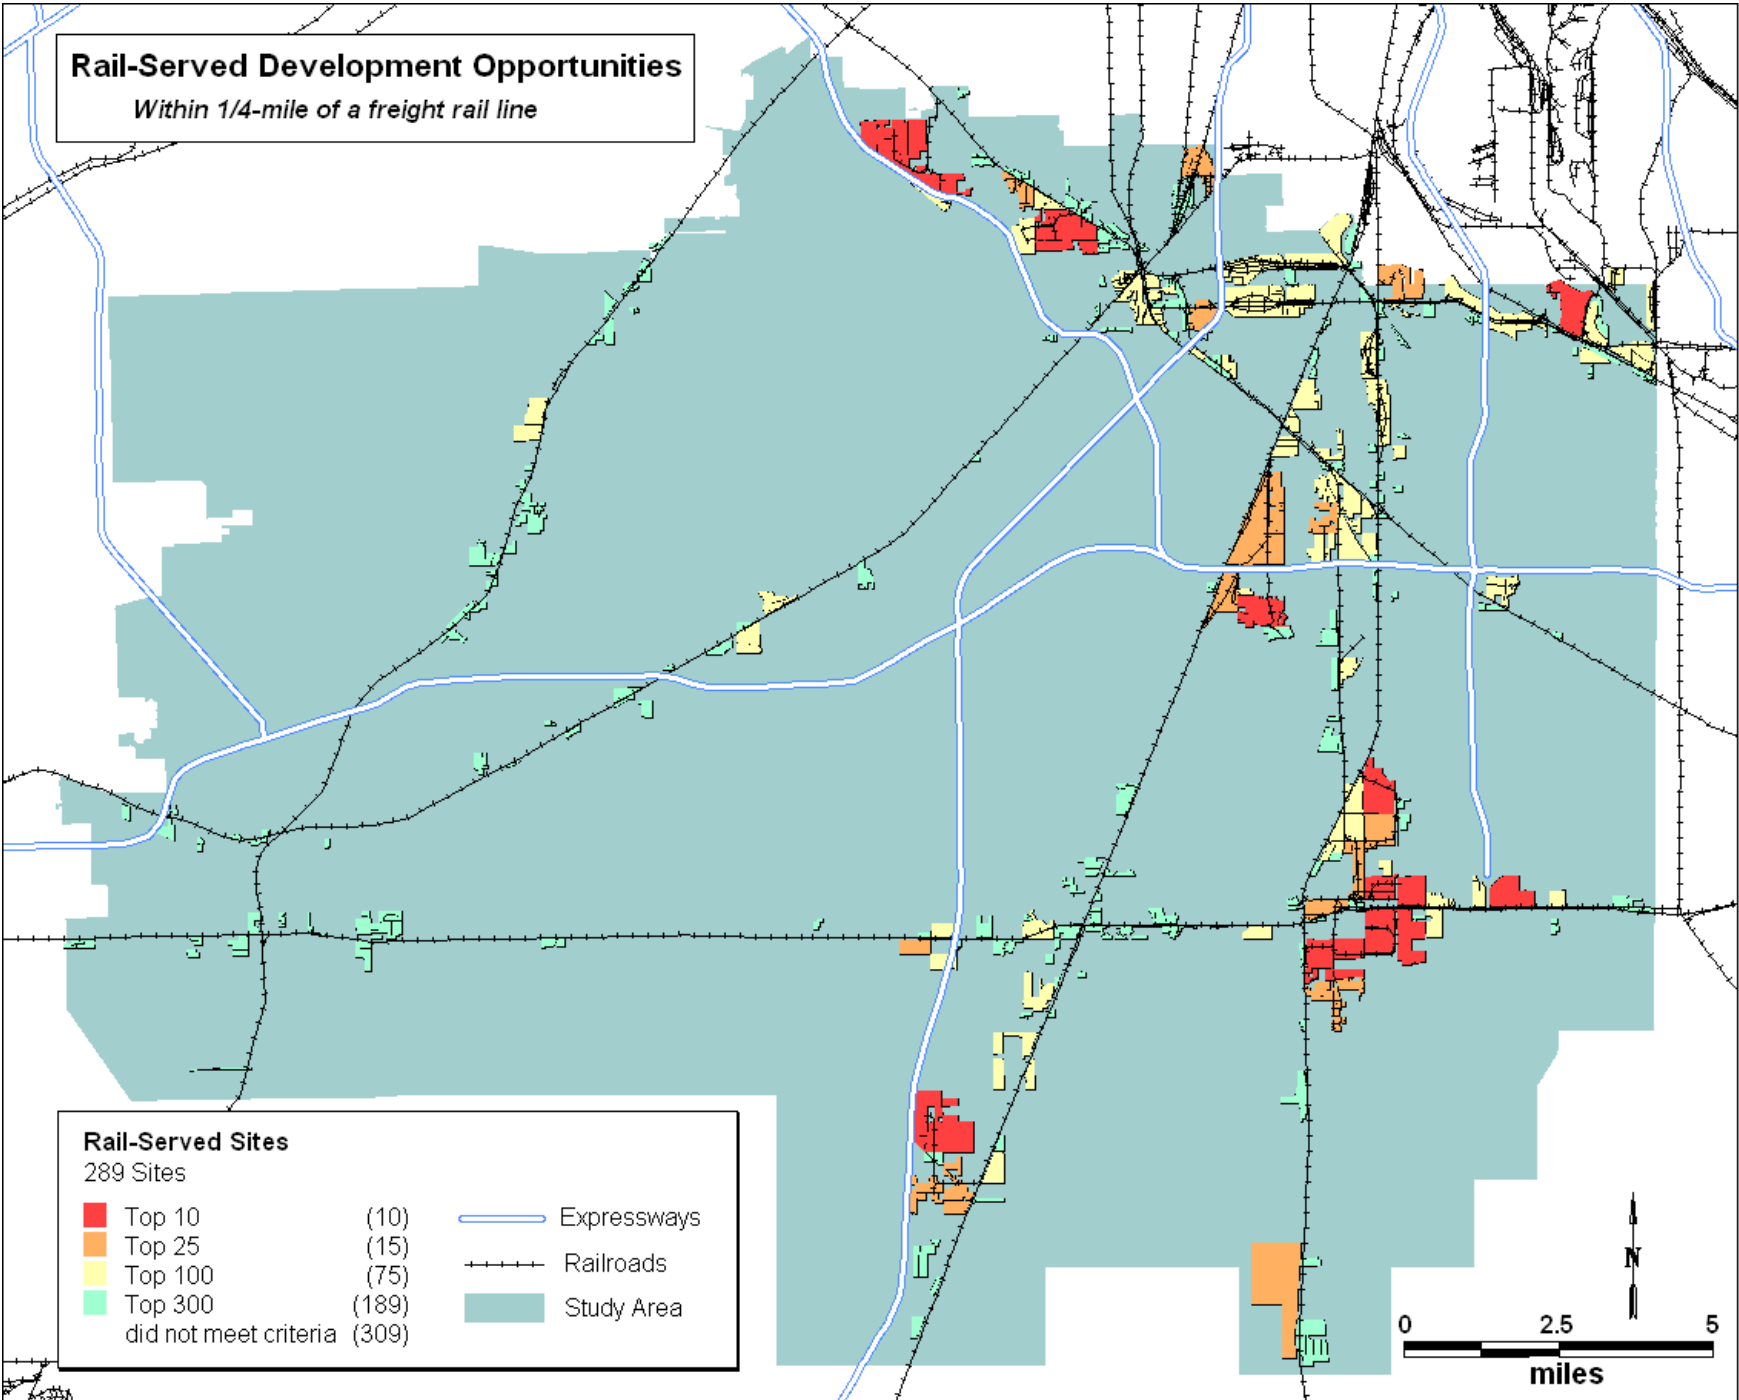 Rail-Served Development Opportunities
Within 1/4-mile of a freight rail line
Rail-Served Sites
289 Sites
Top 10 (10)
Top 25 (15)
Top 100 (75)
Top 300 (189)
did not meet criteria (309)
Expressways
Railroads
Study Area
N
0 2.5 5
miles